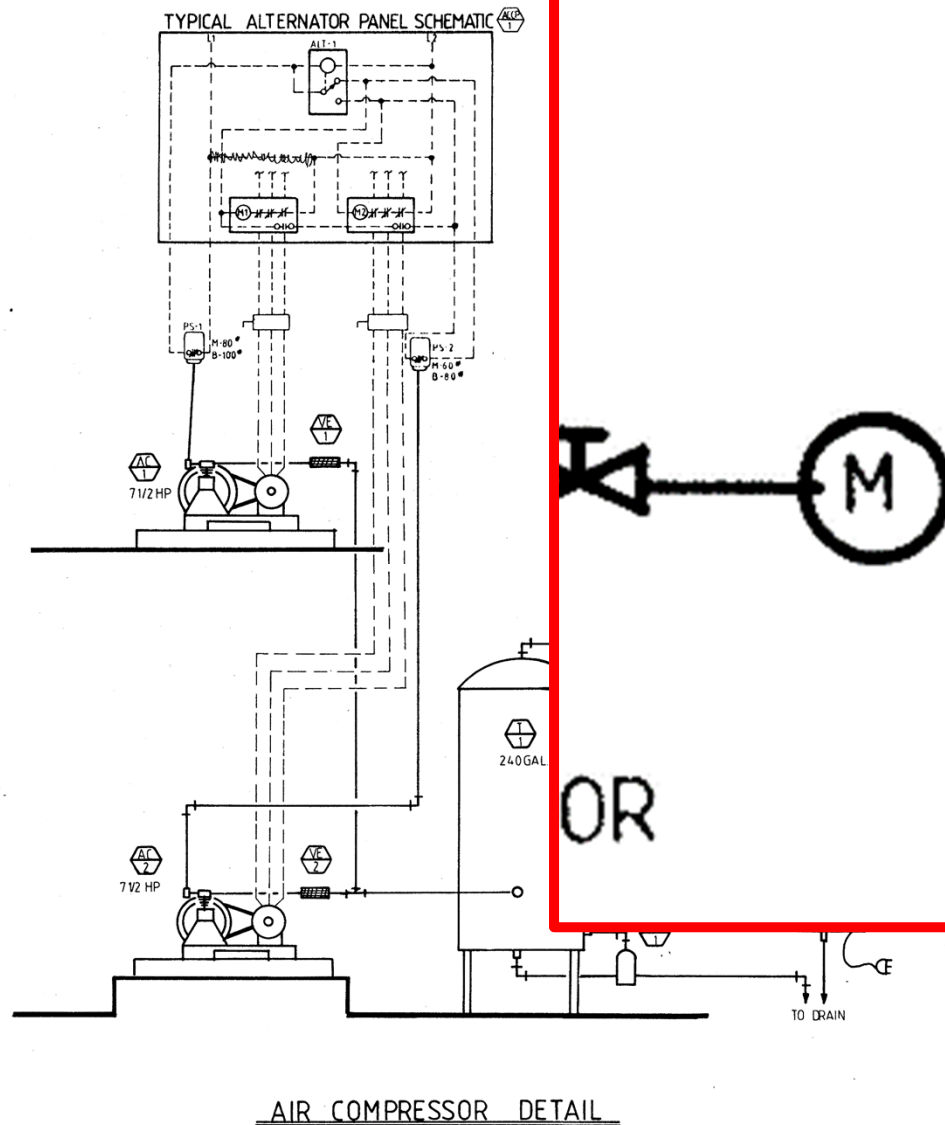 TYPICAL ALTERNATOR PANEL SCHEMATIC
ACCP
1
L1
L2
ALT-1
M1
M2
PS-1
M-80#
B-100#
PS-2
M-60#
B-80#
VE
1
AC
1
7 1/2 HP
M
T
1
240GAL.
OR
AC
2
7 1/2 HP
VE
2
1
TO DRAIN
AIR COMPRESSOR DETAIL